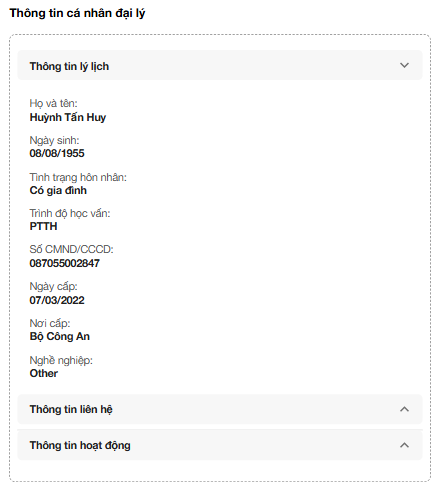 Thông tin cá nhân đại lý
Thông tin lý lịch
Họ và tên:
Huỳnh Tấn Huy
Ngày sinh:
08/08/1955
Tình trạng hôn nhân:
Có gia đình
Trình độ học vấn:
PTTH
Số CMND/CCCD:
087055002847
Ngày cấp:
07/03/2022
Nơi cấp:
Bộ Công An
Nghề nghiệp:
Other
Thông tin liên hệ
Thông tin hoạt động